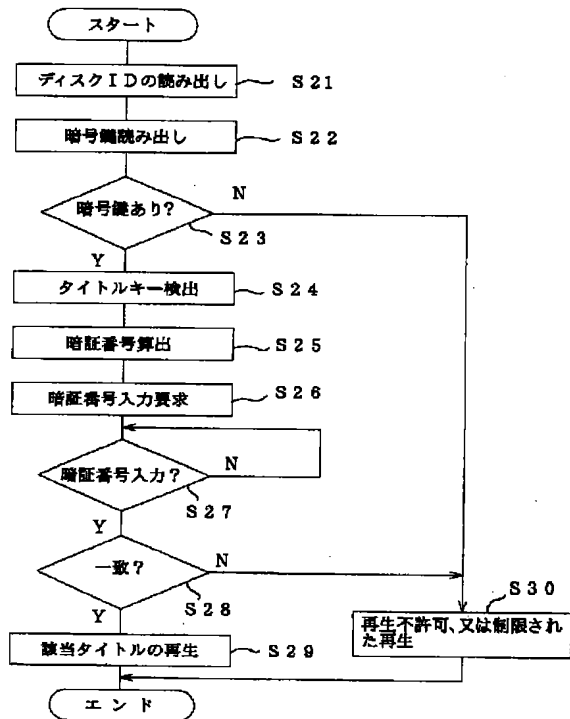 スタート
ディスクIDの読み出し
S21
暗号鍵読み出し
S22
暗号鍵あり?
N
S23
Y
タイトルキー検出
S24
暗証番号算出
S25
暗証番号入力要求
S26
暗証番号入力?
N
S27
Y
一致?
N
S28
Y
S30
再生不許可、又は制限され
た再生
該当タイトルの再生
S29
エンド